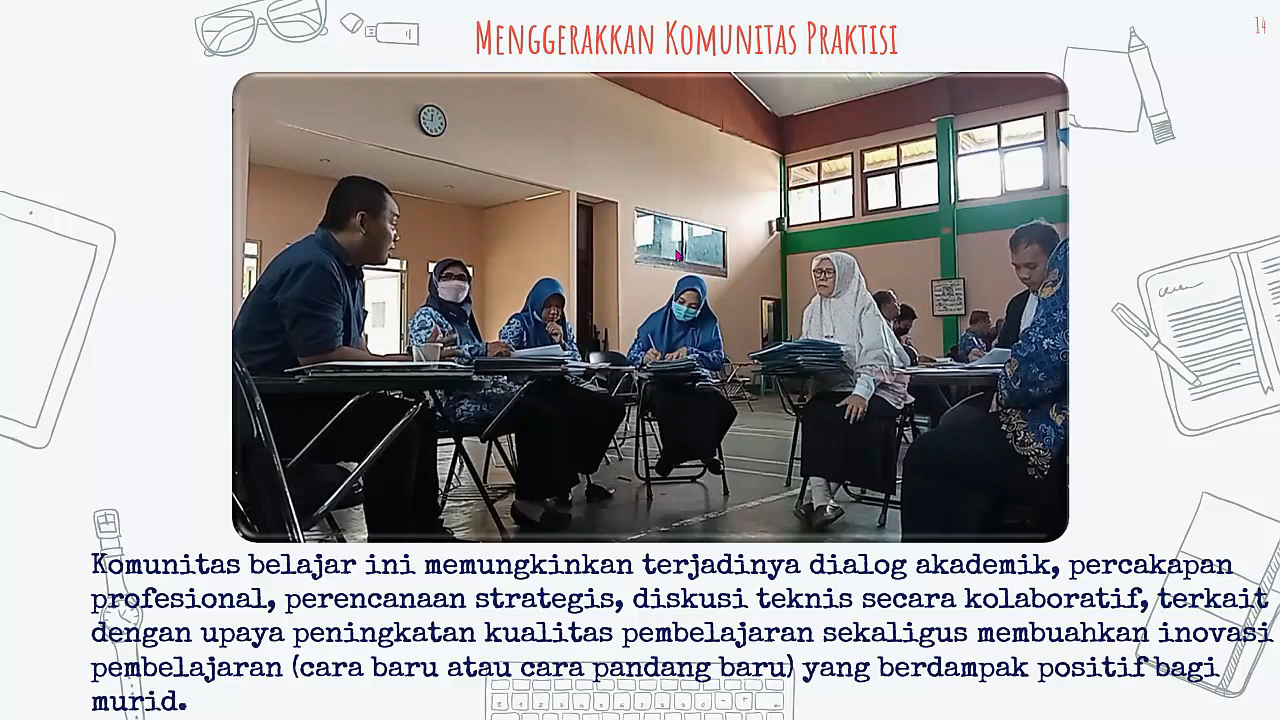 14
Menggerakkan Komunitas Praktisi
Komunitas belajar ini memungkinkan terjadinya dialog akademik, percakapan
profesional, perencanaan strategis, diskusi teknis secara kolaboratif, terkait
dengan upaya peningkatan kualitas pembelajaran sekaligus membuahkan inovasi
pembelajaran (cara baru atau cara pandang baru) yang berdampak positif bagi
murid.